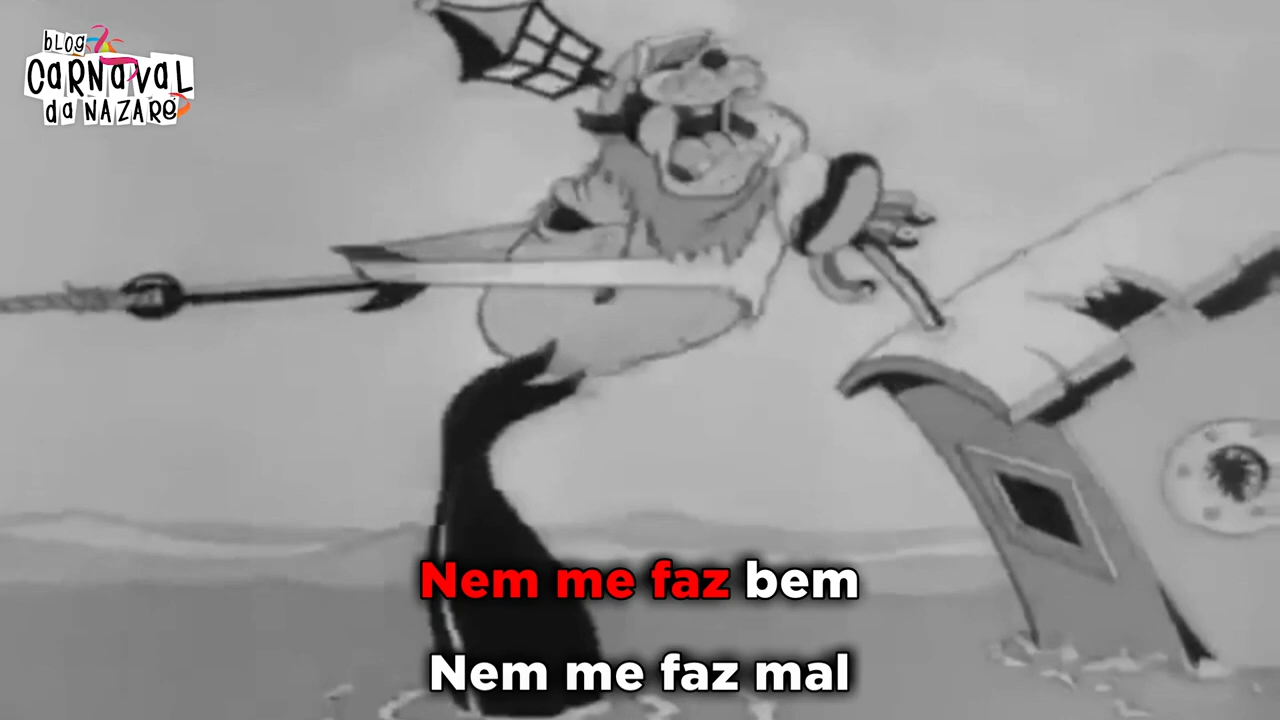 BLOG
CARNAVAL
da NAZARÉ
Nem me faz bem
Nem me faz mal